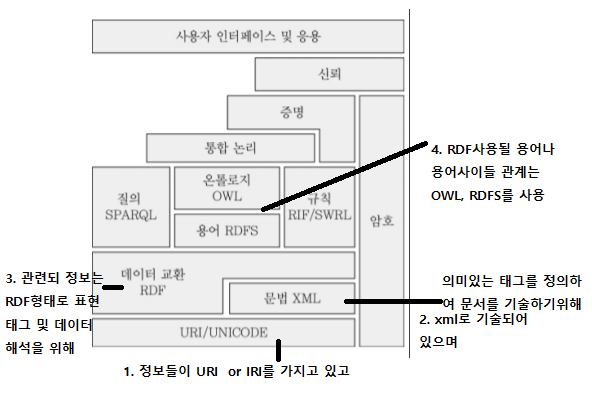 사용자 인터페이스 및 응용
신뢰
증명
통합 논리
질의
SPARQL
온톨로지
OWL
용어 RDFS
규칙
RIF/SWRL
암호
데이터 교환
RDF
문법 XML
URI/UNICODE
4. RDF사용될 용어나
용어사이들 관계는
OWL, RDFS를 사용
3. 관련되 정보는
RDF형태로 표현
태그 및 데이터
해석을 위해
의미있는 태그를 정의하
여 문서를 기술하기위해
2. xml로 기술되어
있으며
1. 정보들이 URI or IRI를 가지고 있고